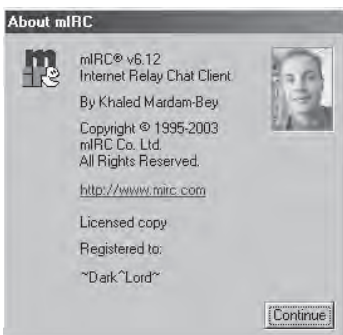 About mIRC
mIRC® v6.12
Internet Relay Chat Client
By Khaled Mardam-Bey
Copyright © 1995-2003
mIRC Co. Ltd.
All Rights Reserved.
http://www.mirc.com
Licensed copy
Registered to:
~Dark^Lord~
Continue